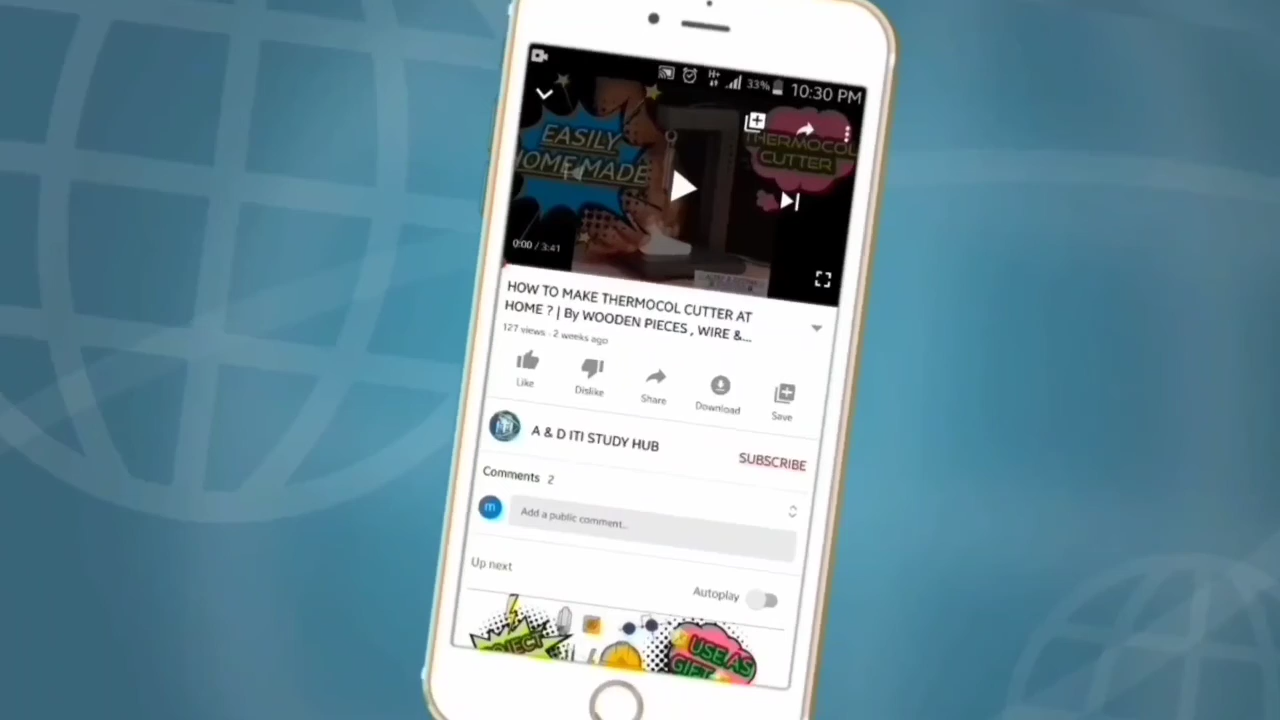 33% 10:30 PM
EASILY
HOMEMADE
THERMOCOL
CUTTER
0:00 / 3:41
HOW TO MAKE THERMOCOL CUTTER AT
HOME ? | By WOODEN PIECES , WIRE &...
127 views · 2 weeks ago
Like Dislike Share Download Save
A & D ITI STUDY HUB SUBSCRIBE
Comments 2
m Add a public comment...
Up next
Autoplay
USE AS
GIFT